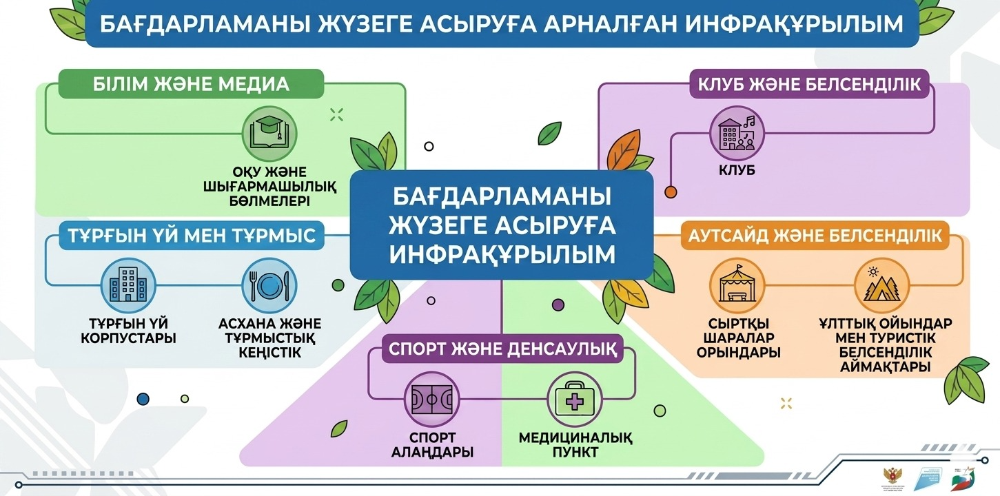 БАҒДАРЛАМАНЫ ЖҮЗЕГЕ АСЫРУҒА АРНАЛҒАН ИНФРАҚҰРЫЛЫМ
БІЛІМ ЖӘНЕ МЕДИА
ОҚУ ЖӘНЕ
ШЫҒАРМАШЫЛЫҚ
БӨЛМЕЛЕРІ
КЛУБ ЖӘНЕ БЕЛСЕНДІЛІК
КЛУБ
БАҒДАРЛАМАНЫ
ЖҮЗЕГЕ АСЫРУҒА
ИНФРАҚҰРЫЛЫМ
ТҰРҒЫН ҮЙ МЕН ТҰРМЫС
ТҰРҒЫН ҮЙ
КОРПУСТАРЫ
АСХАНА ЖӘНЕ
ТҰРМЫСТЫҚ
КЕҢІСТІК
АУТСАЙД ЖӘНЕ БЕЛСЕНДІЛІК
СЫРТҚЫ
ШАРАЛАР
ОРЫНДАРЫ
ҰЛТТЫҚ ОЙЫНДАР
МЕН ТУРИСТІК
БЕЛСЕНДІЛІК
АЙМАҚТАРЫ
СПОРТ ЖӘНЕ ДЕНСАУЛЫҚ
СПОРТ
АЛАҢДАРЫ
МЕДИЦИНАЛЫҚ
ПУНКТ